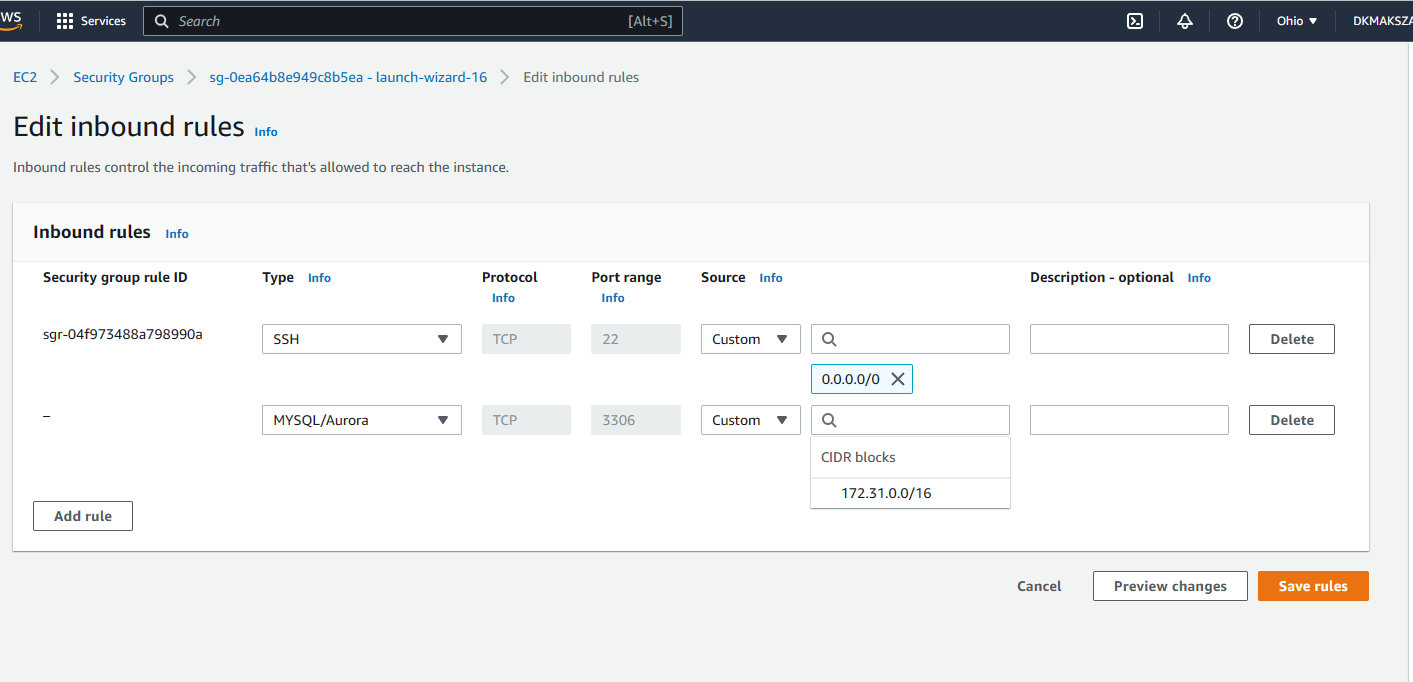 WS Services Search [Alt+S] Ohio DKMAKSZA
EC2 Security Groups sg-0ea64b8e949c8b5ea - launch-wizard-16 Edit inbound rules
Edit inbound rules Info
Inbound rules control the incoming traffic that's allowed to reach the instance.
Inbound rules Info
Security group rule ID Type Info Protocol Port range Source Info Description - optional Info
Info Info
sgr-04f973488a798990a SSH TCP 22 Custom Delete
0.0.0.0/0
– MYSQL/Aurora TCP 3306 Custom Delete
CIDR blocks
172.31.0.0/16
Add rule
Cancel Preview changes Save rules